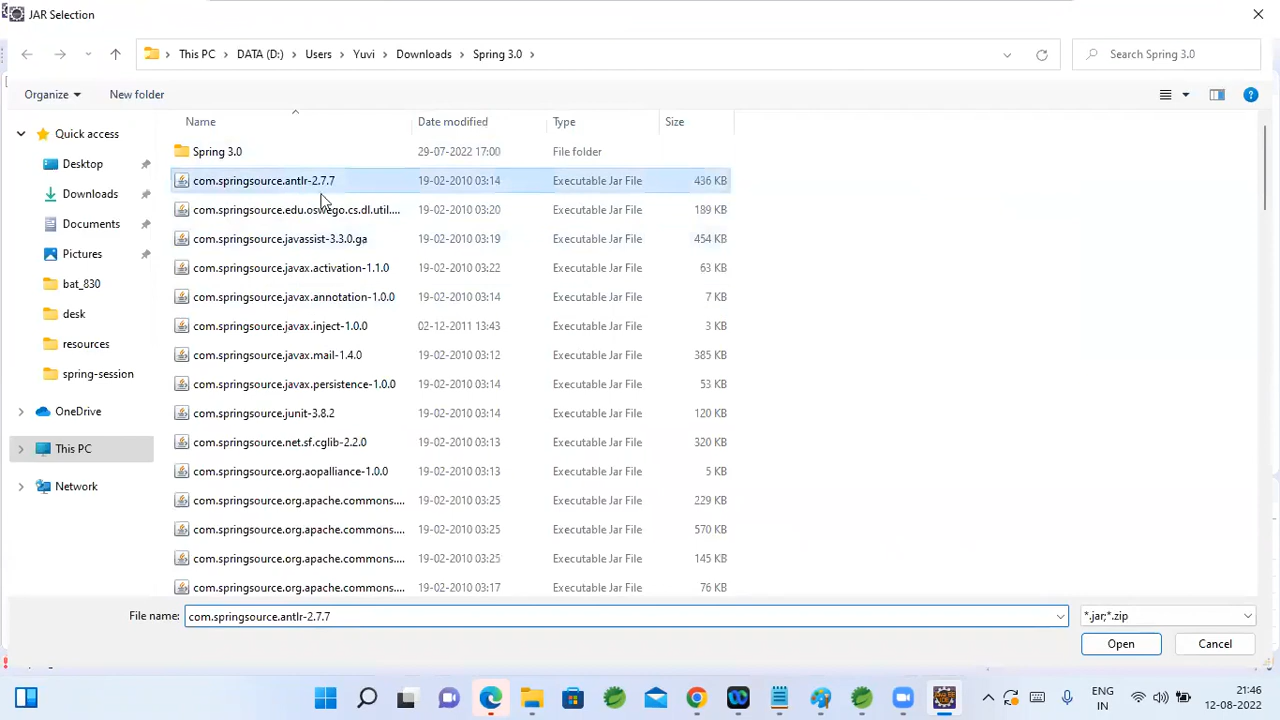 JAR Selection
This PC > DATA (D:) > Users > Yuvi > Downloads > Spring 3.0 >
Search Spring 3.0
Organize
New folder
Name Date modified Type Size
Quick access
Desktop
Downloads
Documents
Pictures
bat_830
desk
resources
spring-session
OneDrive
This PC
Network
Spring 3.0 29-07-2022 17:00 File folder
com.springsource.antlr-2.7.7 19-02-2010 03:14 Executable Jar File 436 KB
com.springsource.edu.oswego.cs.dl.util.... 19-02-2010 03:20 Executable Jar File 189 KB
com.springsource.javassist-3.3.0.ga 19-02-2010 03:19 Executable Jar File 454 KB
com.springsource.javax.activation-1.1.0 19-02-2010 03:22 Executable Jar File 63 KB
com.springsource.javax.annotation-1.0.0 19-02-2010 03:14 Executable Jar File 7 KB
com.springsource.javax.inject-1.0.0 02-12-2011 13:43 Executable Jar File 3 KB
com.springsource.javax.mail-1.4.0 19-02-2010 03:12 Executable Jar File 385 KB
com.springsource.javax.persistence-1.0.0 19-02-2010 03:14 Executable Jar File 53 KB
com.springsource.junit-3.8.2 19-02-2010 03:14 Executable Jar File 120 KB
com.springsource.net.sf.cglib-2.2.0 19-02-2010 03:13 Executable Jar File 320 KB
com.springsource.org.aopalliance-1.0.0 19-02-2010 03:13 Executable Jar File 5 KB
com.springsource.org.apache.commons.... 19-02-2010 03:25 Executable Jar File 229 KB
com.springsource.org.apache.commons.... 19-02-2010 03:25 Executable Jar File 570 KB
com.springsource.org.apache.commons.... 19-02-2010 03:25 Executable Jar File 145 KB
com.springsource.org.apache.commons.... 19-02-2010 03:17 Executable Jar File 76 KB
File name: com.springsource.antlr-2.7.7
*.jar;*.zip
Open
Cancel
ENG
IN
21:46
12-08-2022